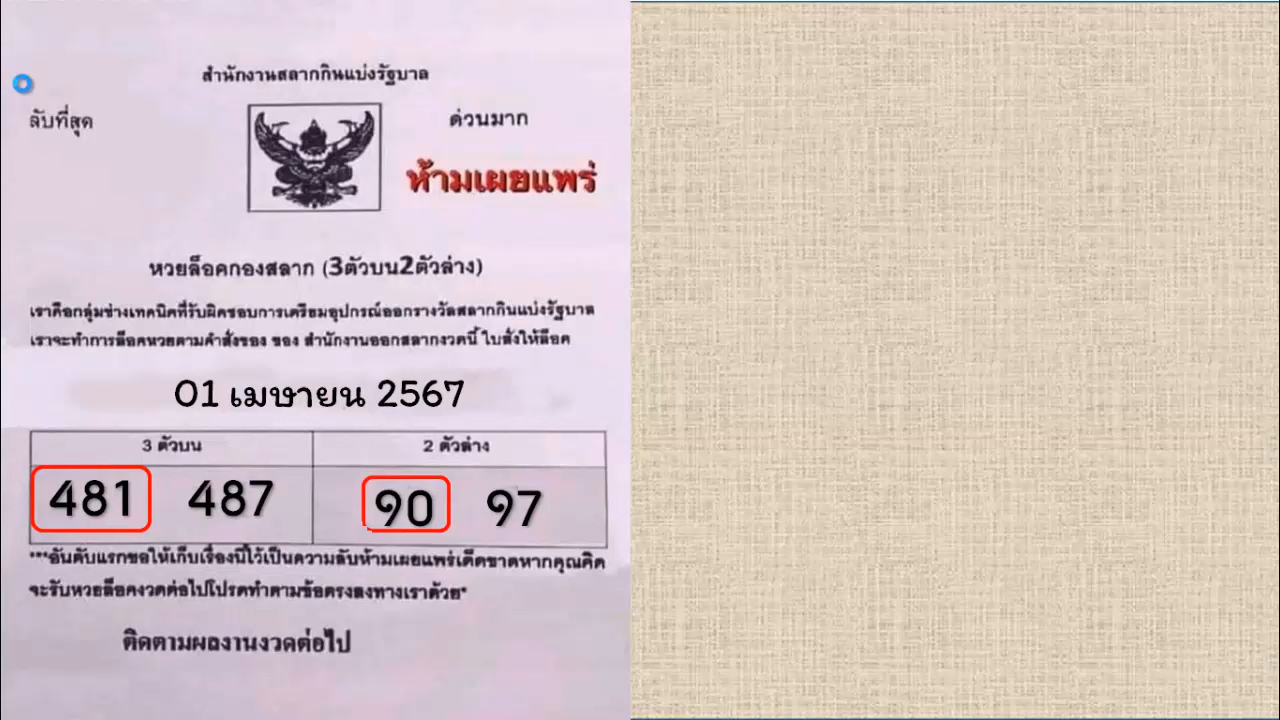 สำนักงานสลากกินแบ่งรัฐบาล
ลับที่สุด
ด่วนมาก
ห้ามเผยแพร่
หวยล็อคกองสลาก (3ตัวบน2ตัวล่าง)
เราคือกลุ่มช่างเทคนิคที่รับผิดชอบการเตรียมอุปกรณ์ออกรางวัลสลากกินแบ่งรัฐบาล
เราจะทำการล็อคหวยตามคำสั่งของ ของ สำนักงานออกสลากงวดนี้ ใบสั่งให้ล็อค
01 เมษายน 2567
3 ตัวบน 2 ตัวล่าง
481 487 90 97
***อันดับแรกขอให้เก็บเรื่องนี้ไว้เป็นความลับห้ามเผยแพร่เด็ดขาดหากคุณคิด
จะรับหวยล็อคงวดต่อไปโปรดทำตามข้อตรงลงทางเราด้วย*
ติดตามผลงานงวดต่อไป